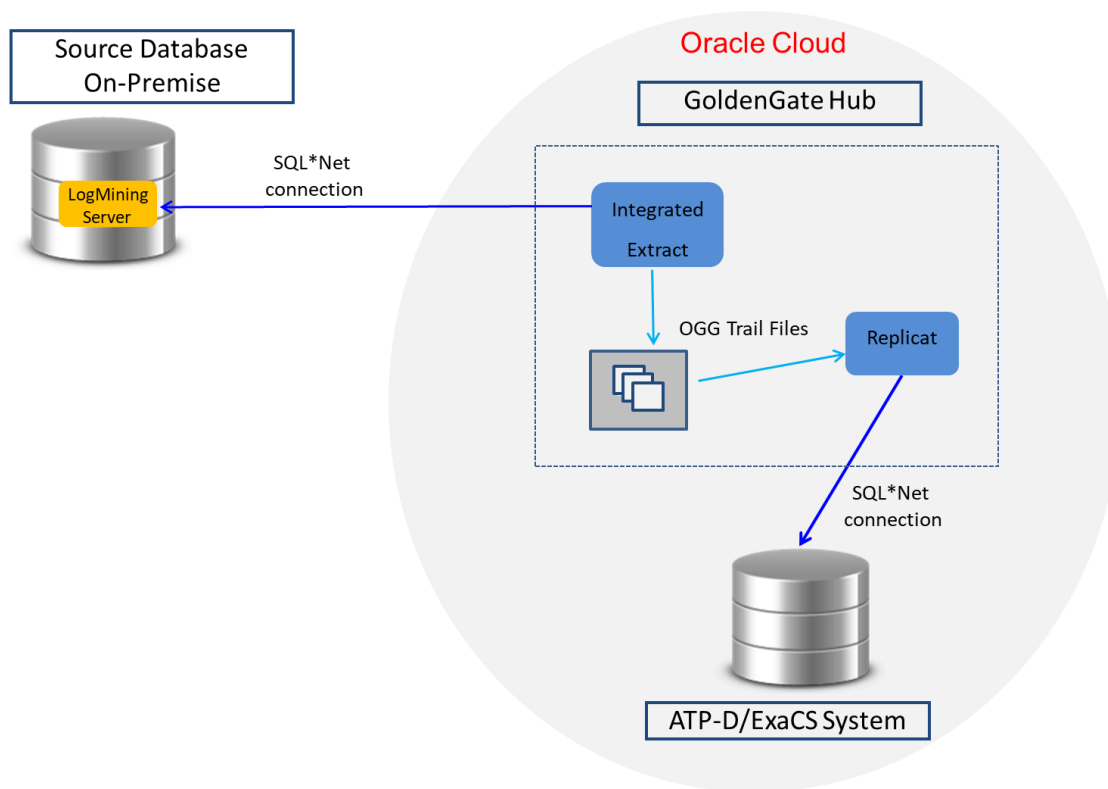 Source Database
On-Premise
Oracle Cloud
GoldenGate Hub
SQL*Net
connection
LogMining
Server
Integrated
Extract
OGG Trail Files
Replicat
SQL*Net
connection
ATP-D/ExaCS System